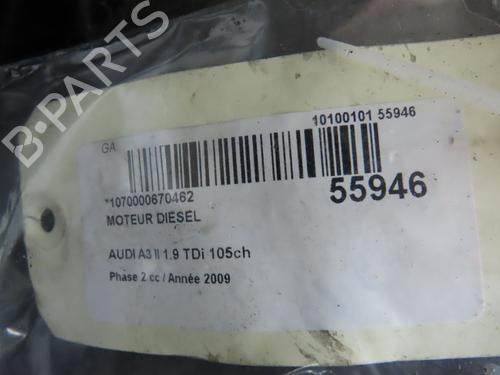 B-PARTS
GA
10100101 55946
*1070000670462
55946
MOTEUR DIESEL
AUDI A3 II 1.9 TDi 105ch
Phase 2 cc / Année 2009